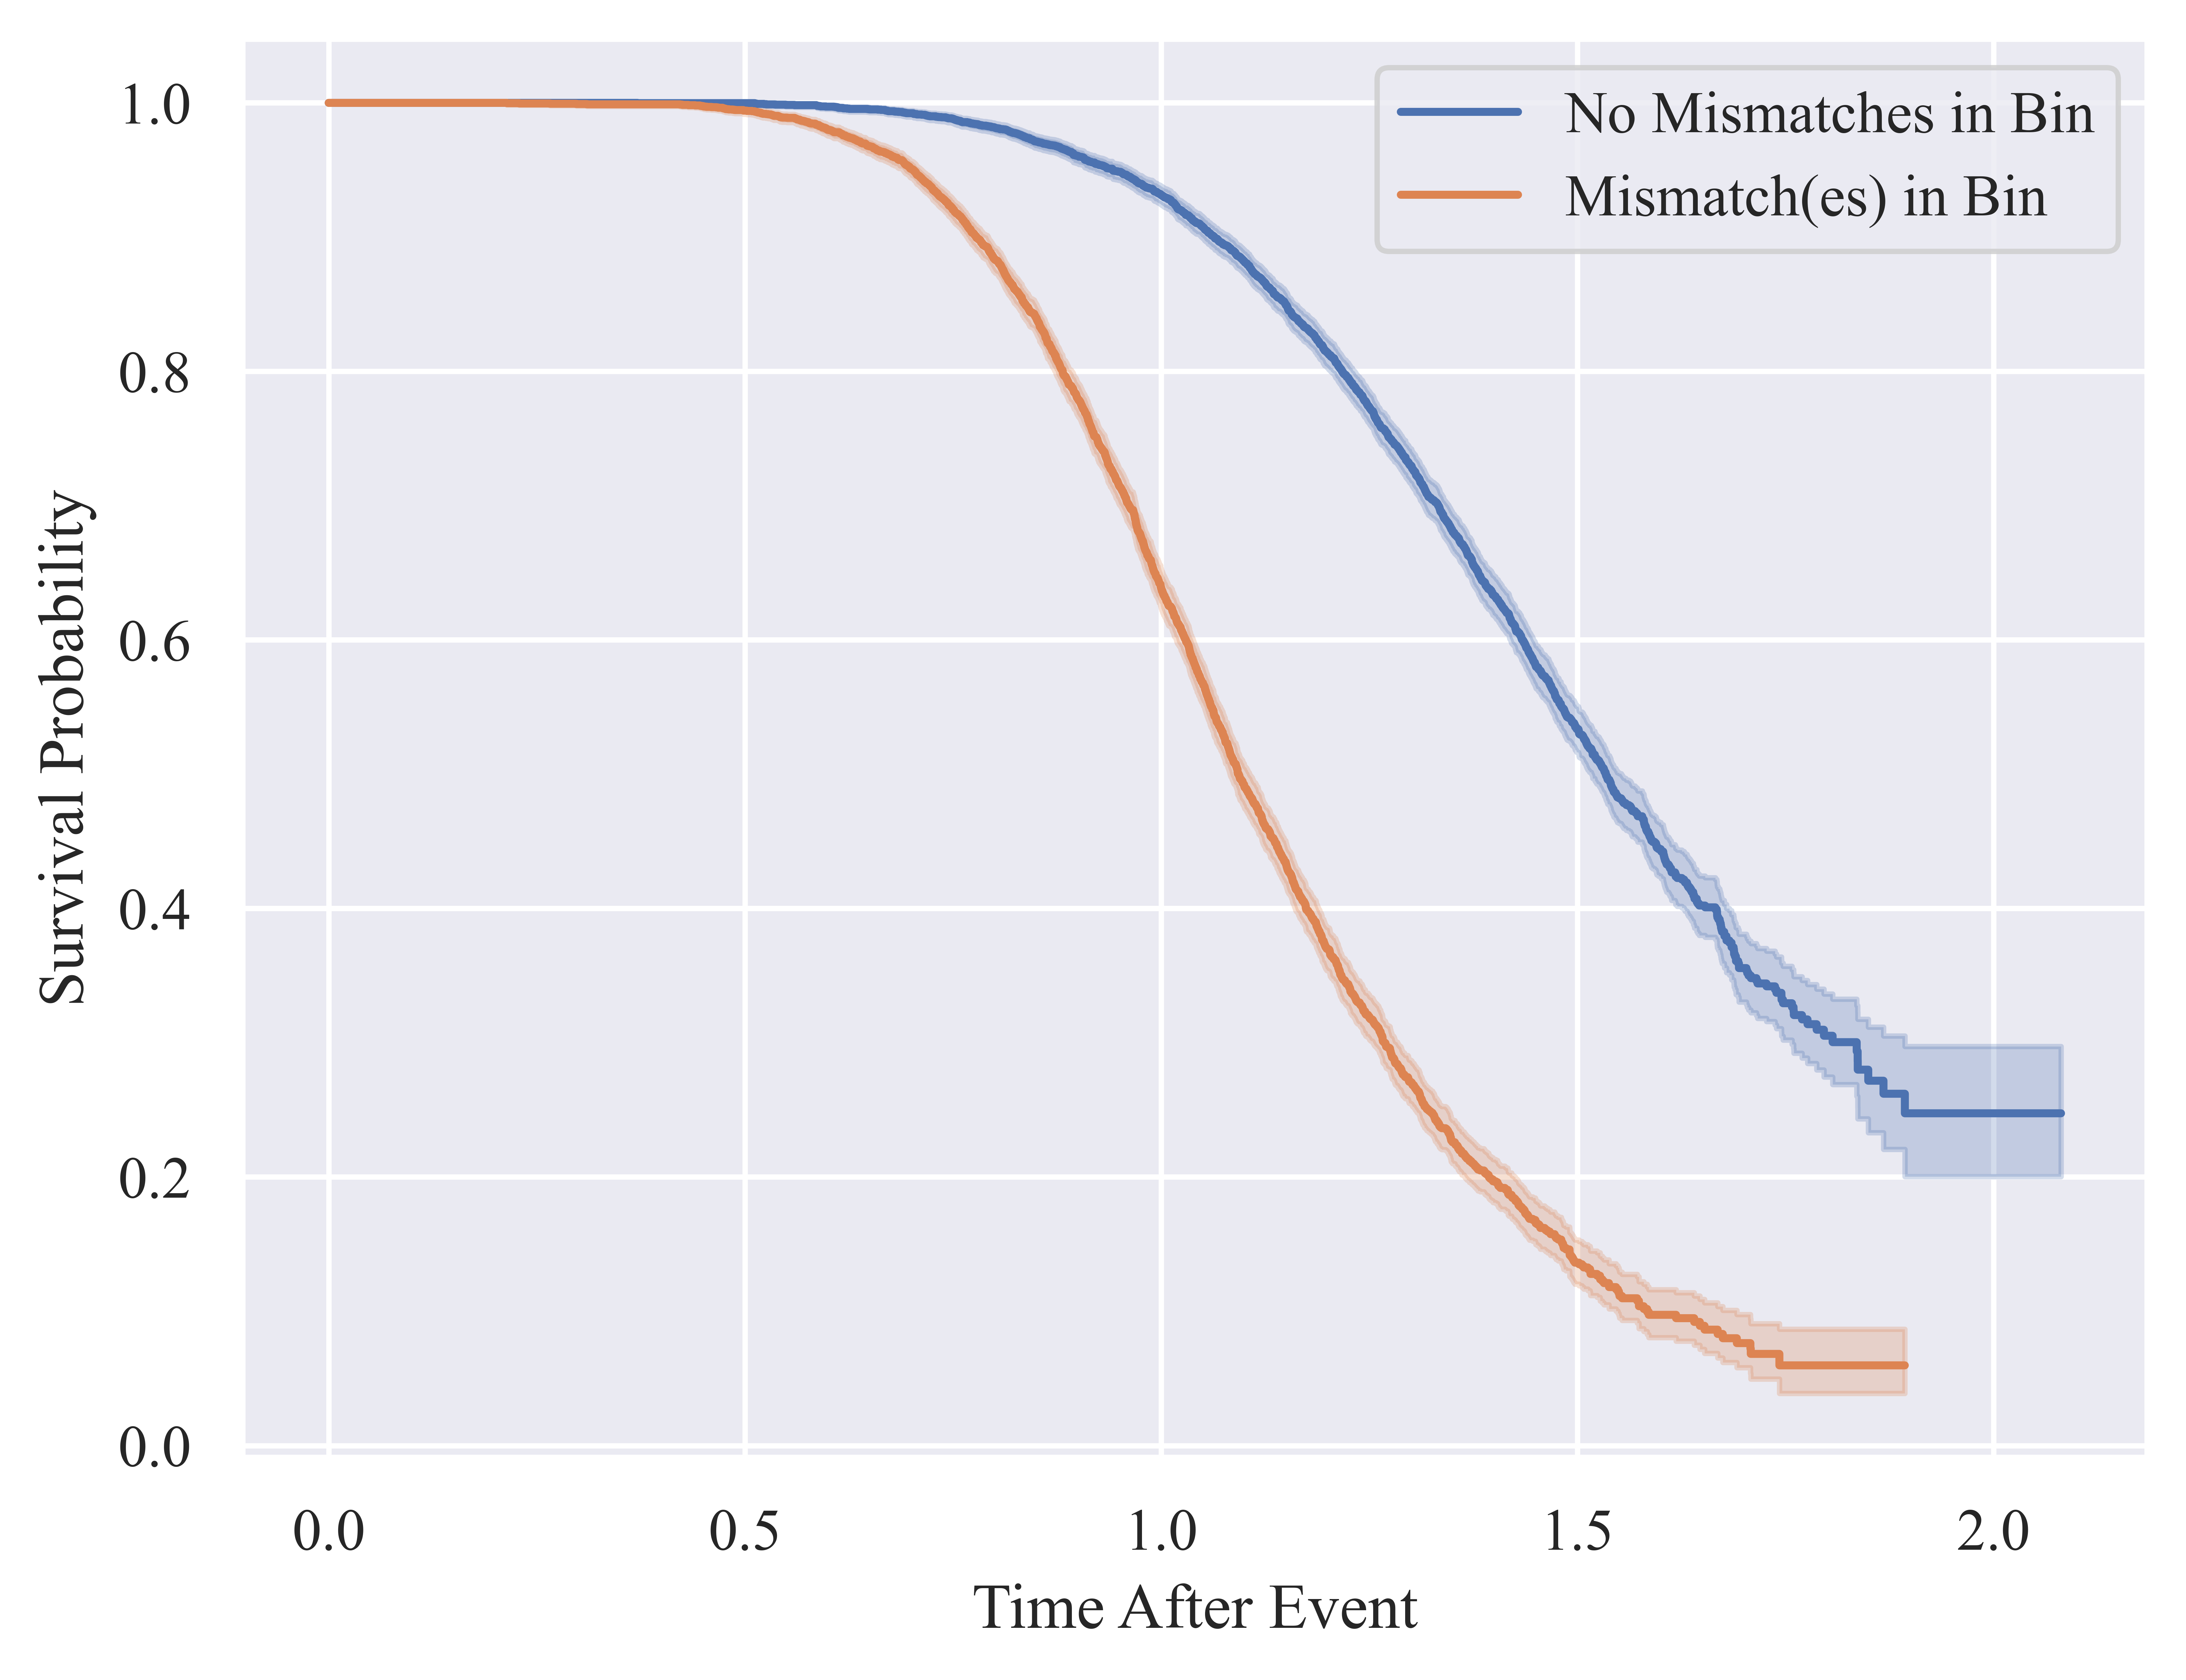 No Mismatches in Bin
Mismatch(es) in Bin
1.0
0.8
0.6
0.4
0.2
0.0
Survival Probability
0.0 0.5 1.0 1.5 2.0
Time After Event